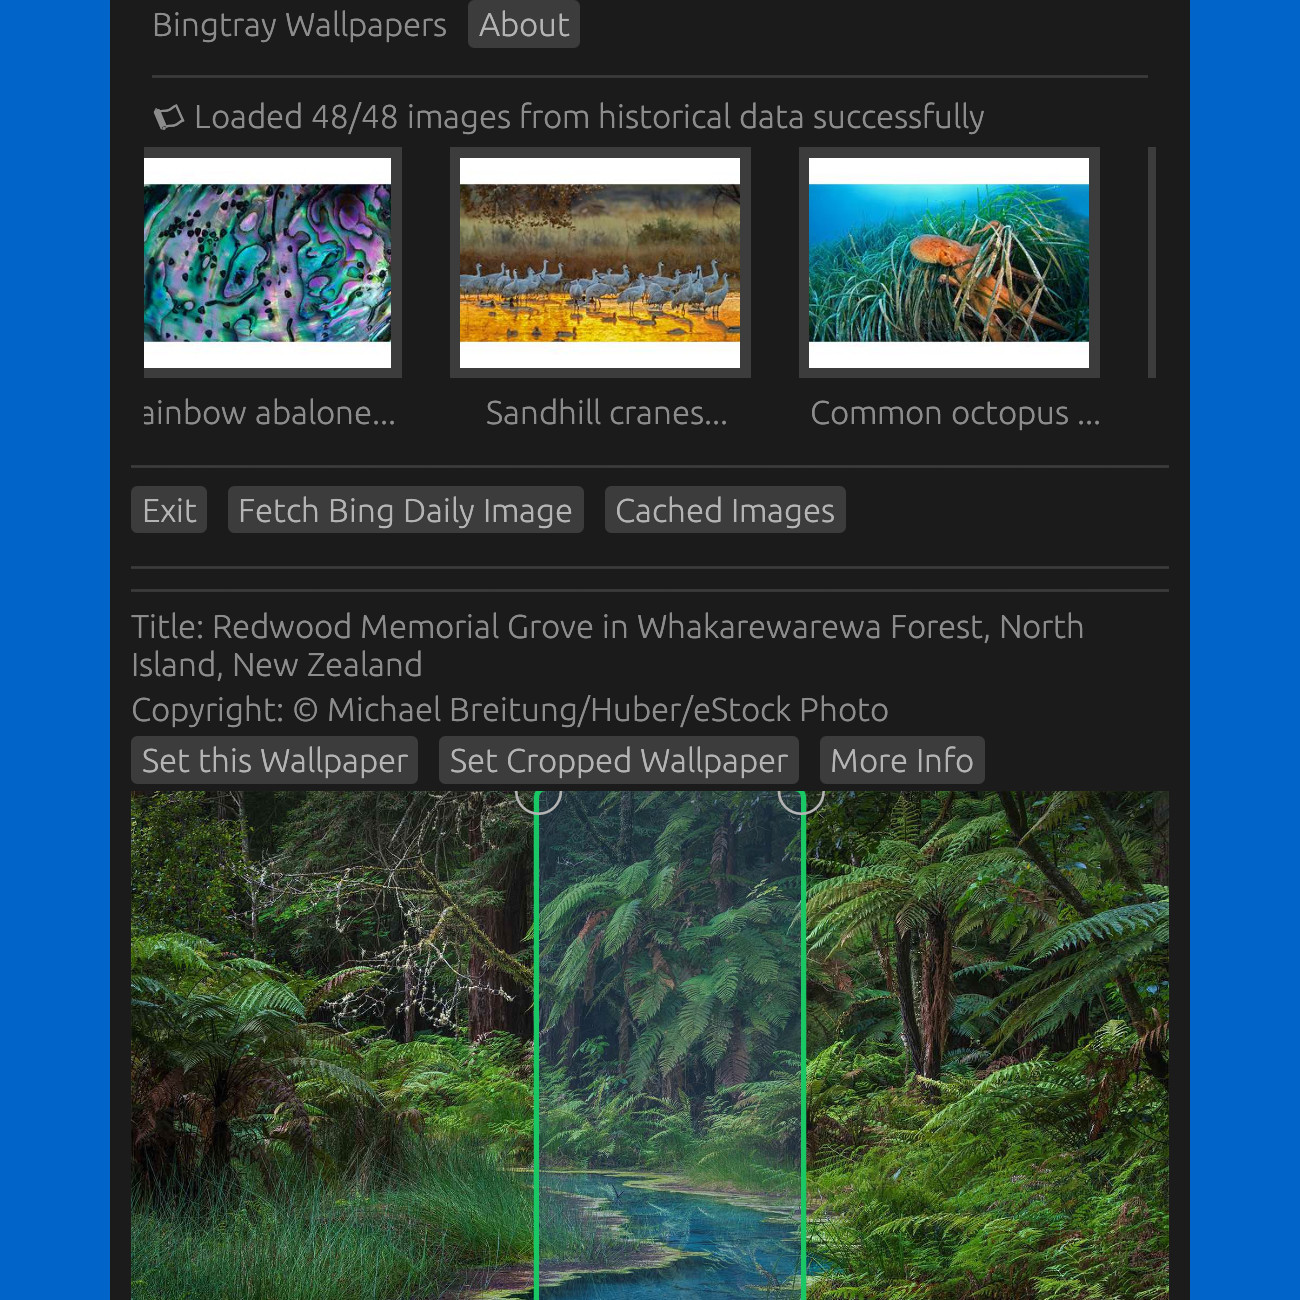 Bingtray Wallpapers About
Loaded 48/48 images from historical data successfully
ainbow abalone... Sandhill cranes... Common octopus ...
Exit Fetch Bing Daily Image Cached Images
Title: Redwood Memorial Grove in Whakarewarewa Forest, North
Island, New Zealand
Copyright: © Michael Breitung/Huber/eStock Photo
Set this Wallpaper Set Cropped Wallpaper More Info